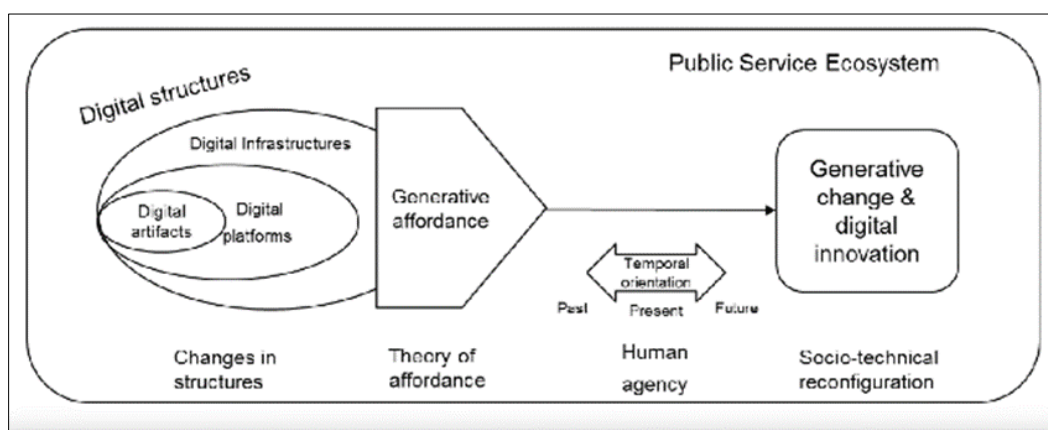 Public Service Ecosystem
Digital structures
Digital Infrastructures
Digital
artifacts
Digital
platforms
Generative
affordance
Generative
change &
digital
innovation
Temporal
orientation
Past
Present
Future
Changes in
structures
Theory of
affordance
Human
agency
Socio-technical
reconfiguration